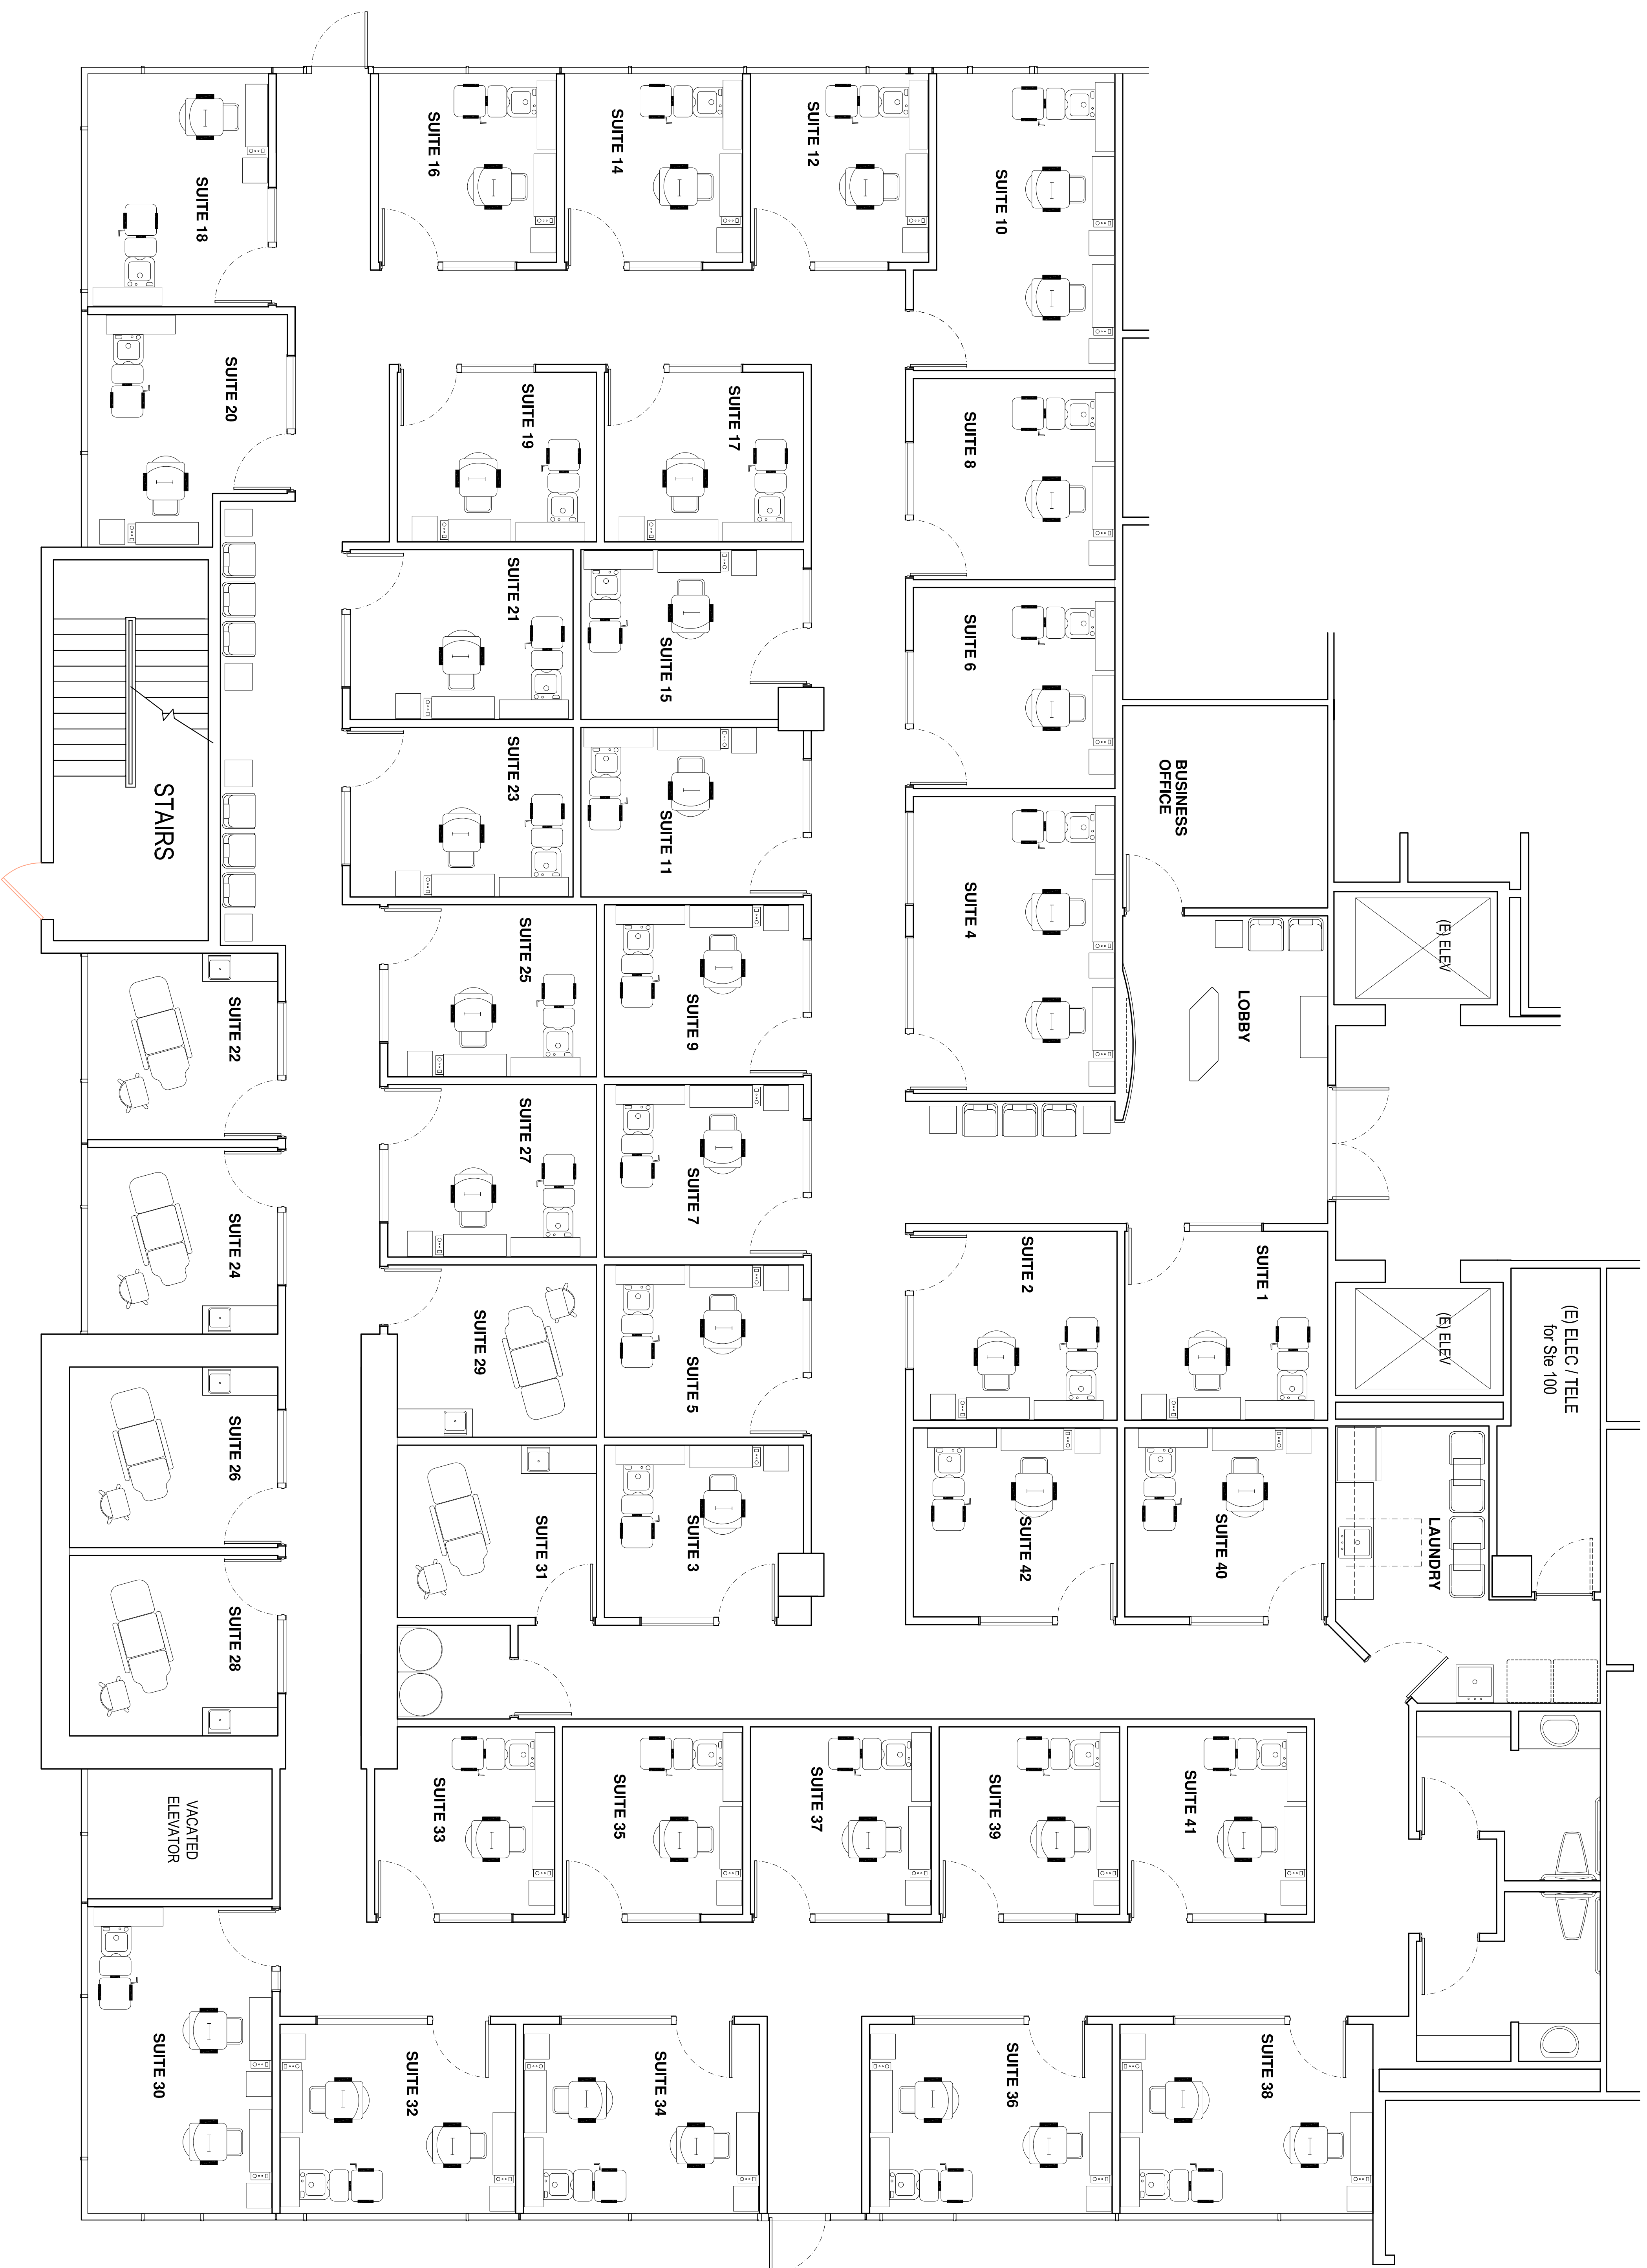 SUITE 18
SUITE 16
SUITE 14
SUITE 12
SUITE 10
SUITE 20
SUITE 19
SUITE 17
SUITE 8
SUITE 21
SUITE 15
SUITE 6
STAIRS
SUITE 23
SUITE 11
SUITE 4
BUSINESS
OFFICE
SUITE 22
SUITE 25
SUITE 9
LOBBY
(E) ELEV
SUITE 24
SUITE 27
SUITE 7
SUITE 2
SUITE 1
SUITE 29
SUITE 5
(E) ELEV
(E) ELEC / TELE
for Ste 100
SUITE 26
SUITE 31
SUITE 3
SUITE 42
SUITE 40
LAUNDRY
SUITE 28
VACATED
ELEVATOR
SUITE 33
SUITE 35
SUITE 37
SUITE 39
SUITE 41
SUITE 30
SUITE 32
SUITE 34
SUITE 36
SUITE 38